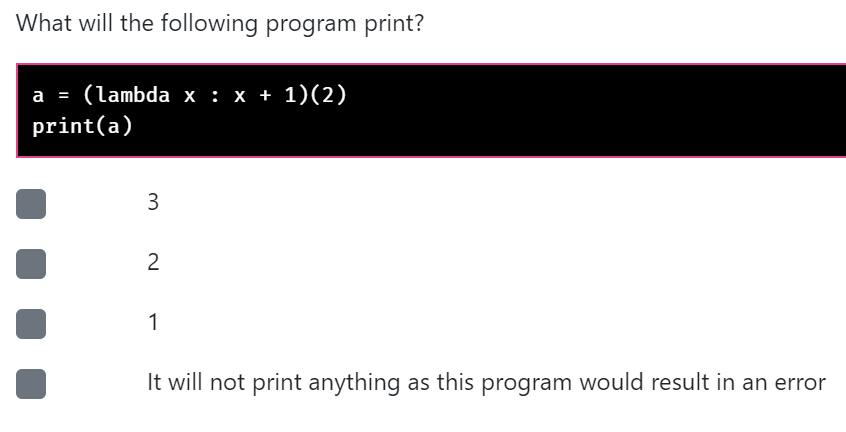 What will the following program print?
a = (lambda x : x + 1)(2)
print(a)
3
2
1
It will not print anything as this program would result in an error